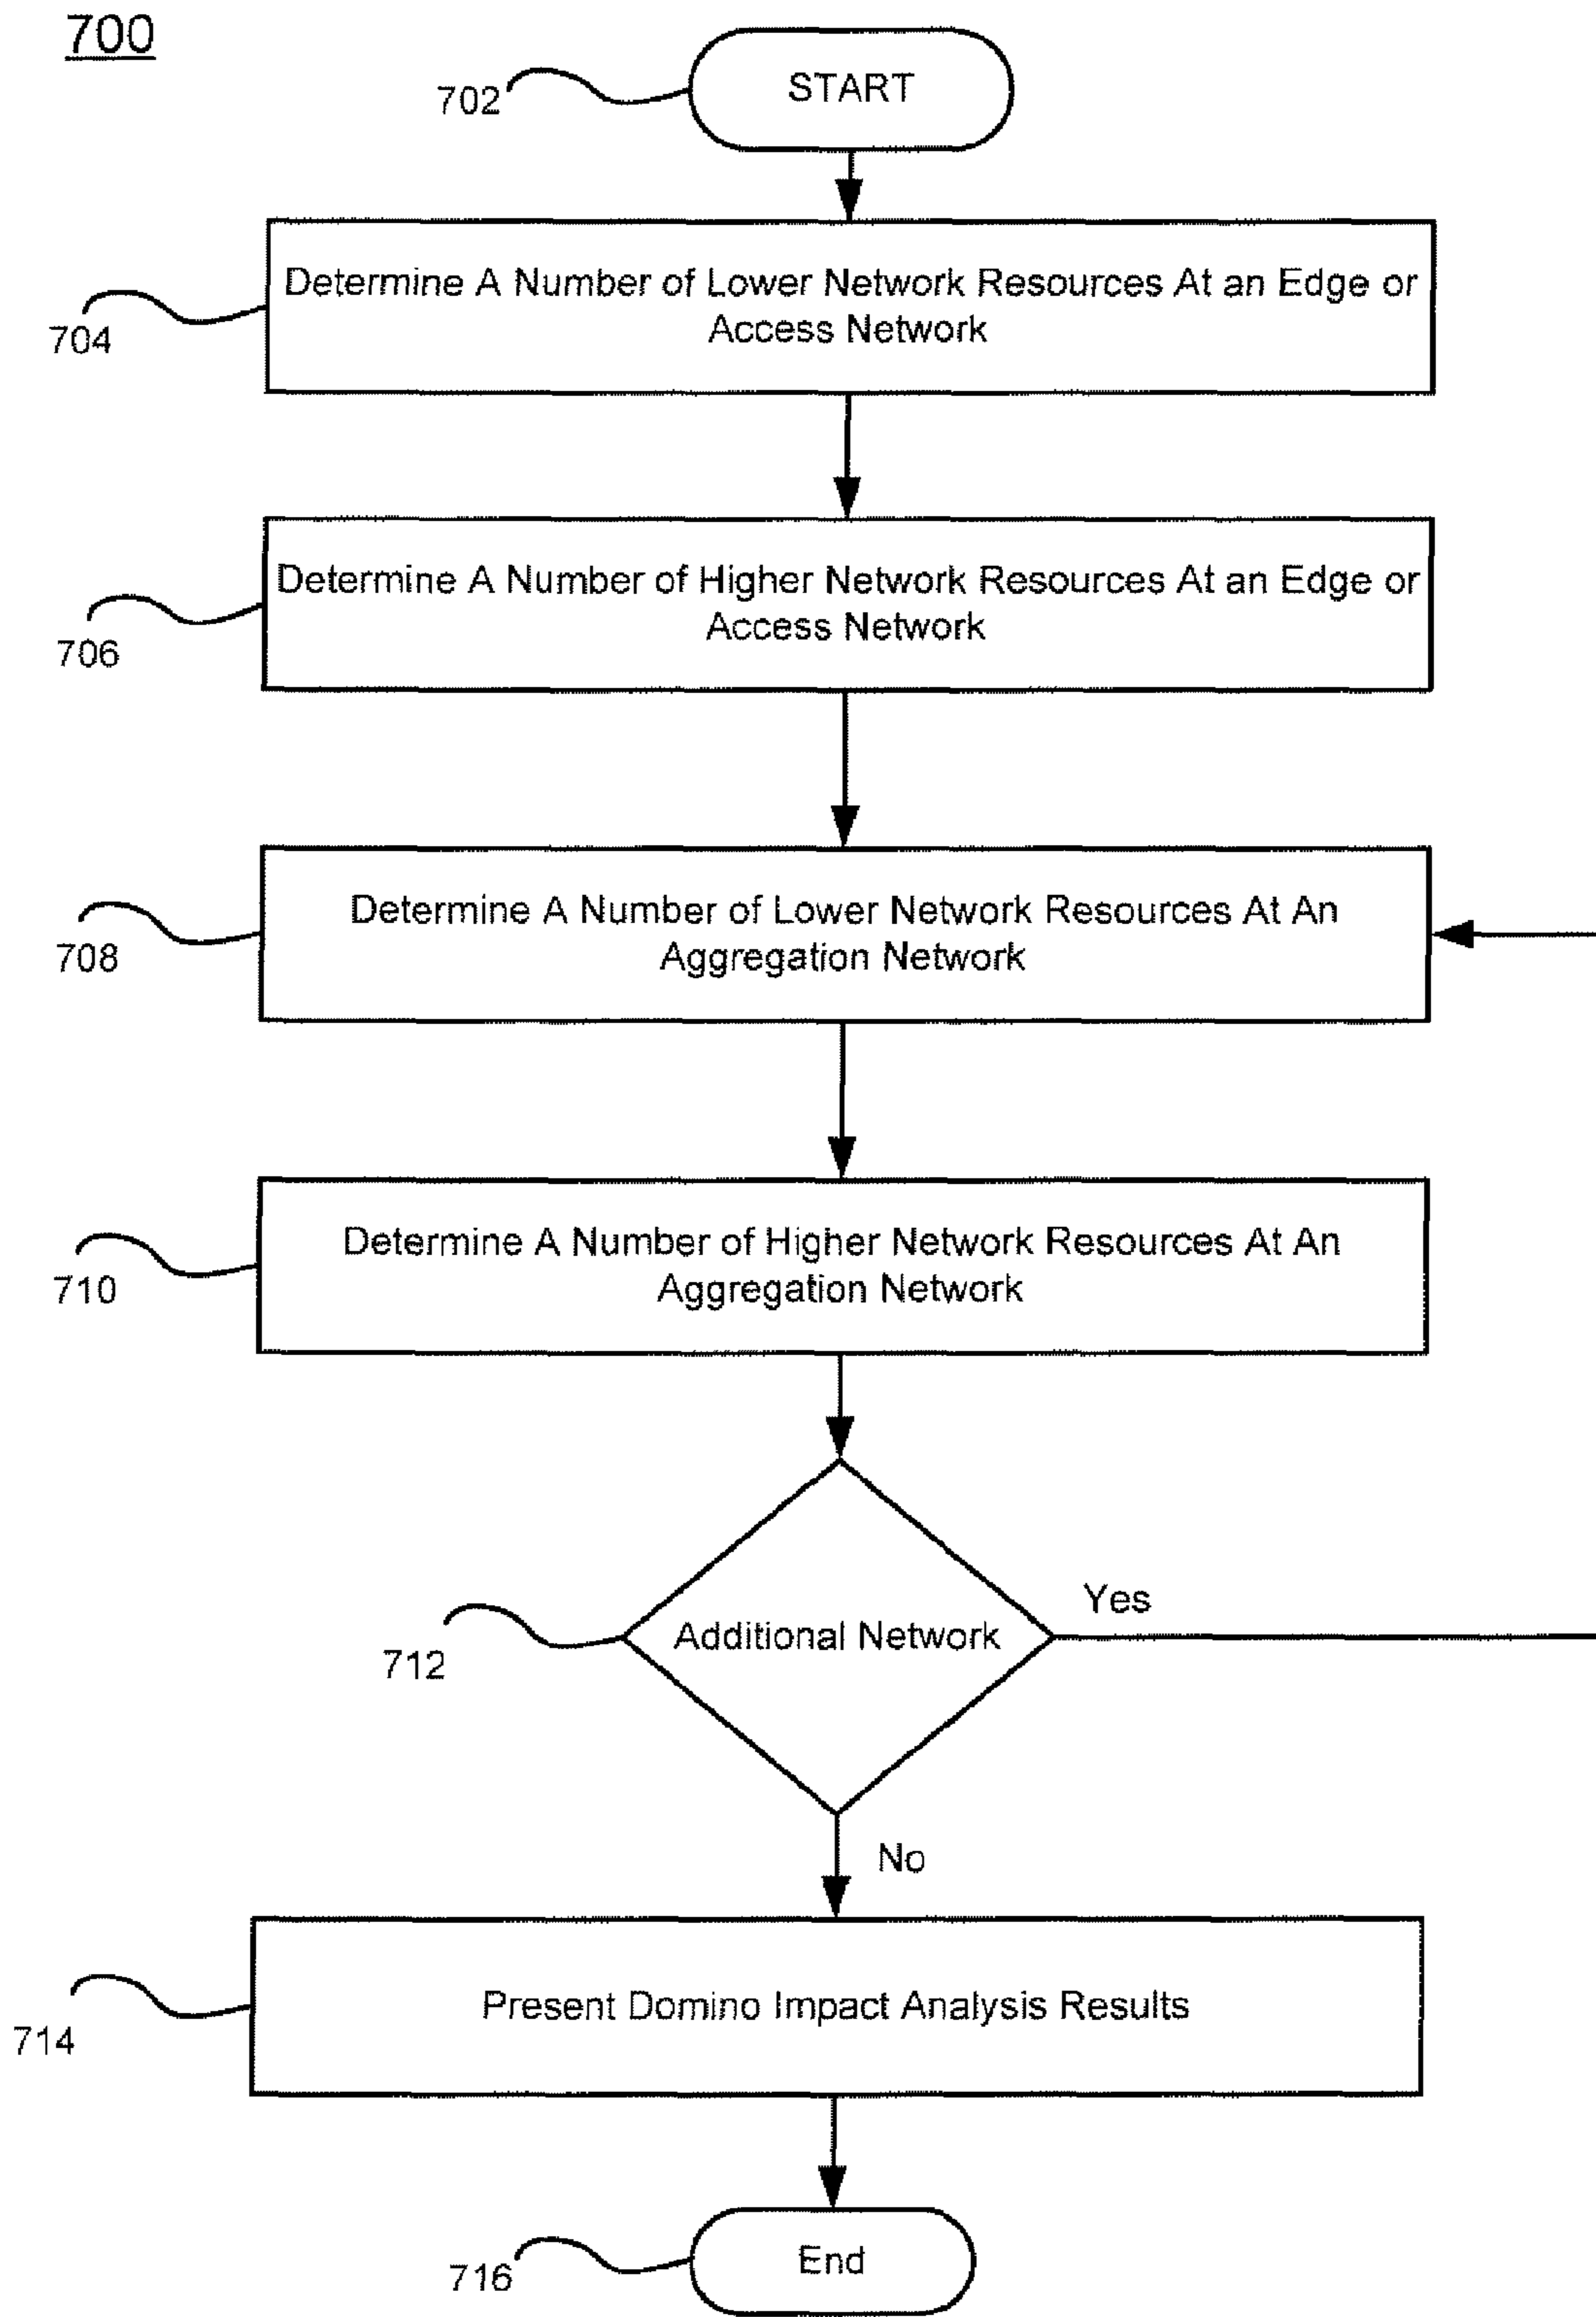 700
702
START
Determine A Number of Lower Network Resources At an Edge or
Access Network
704
Determine A Number of Higher Network Resources At an Edge or
Access Network
706
Determine A Number of Lower Network Resources At An
Aggregation Network
708
Determine A Number of Higher Network Resources At An
Aggregation Network
710
Yes
Additional Network
712
No
Present Domino Impact Analysis Results
714
End
716